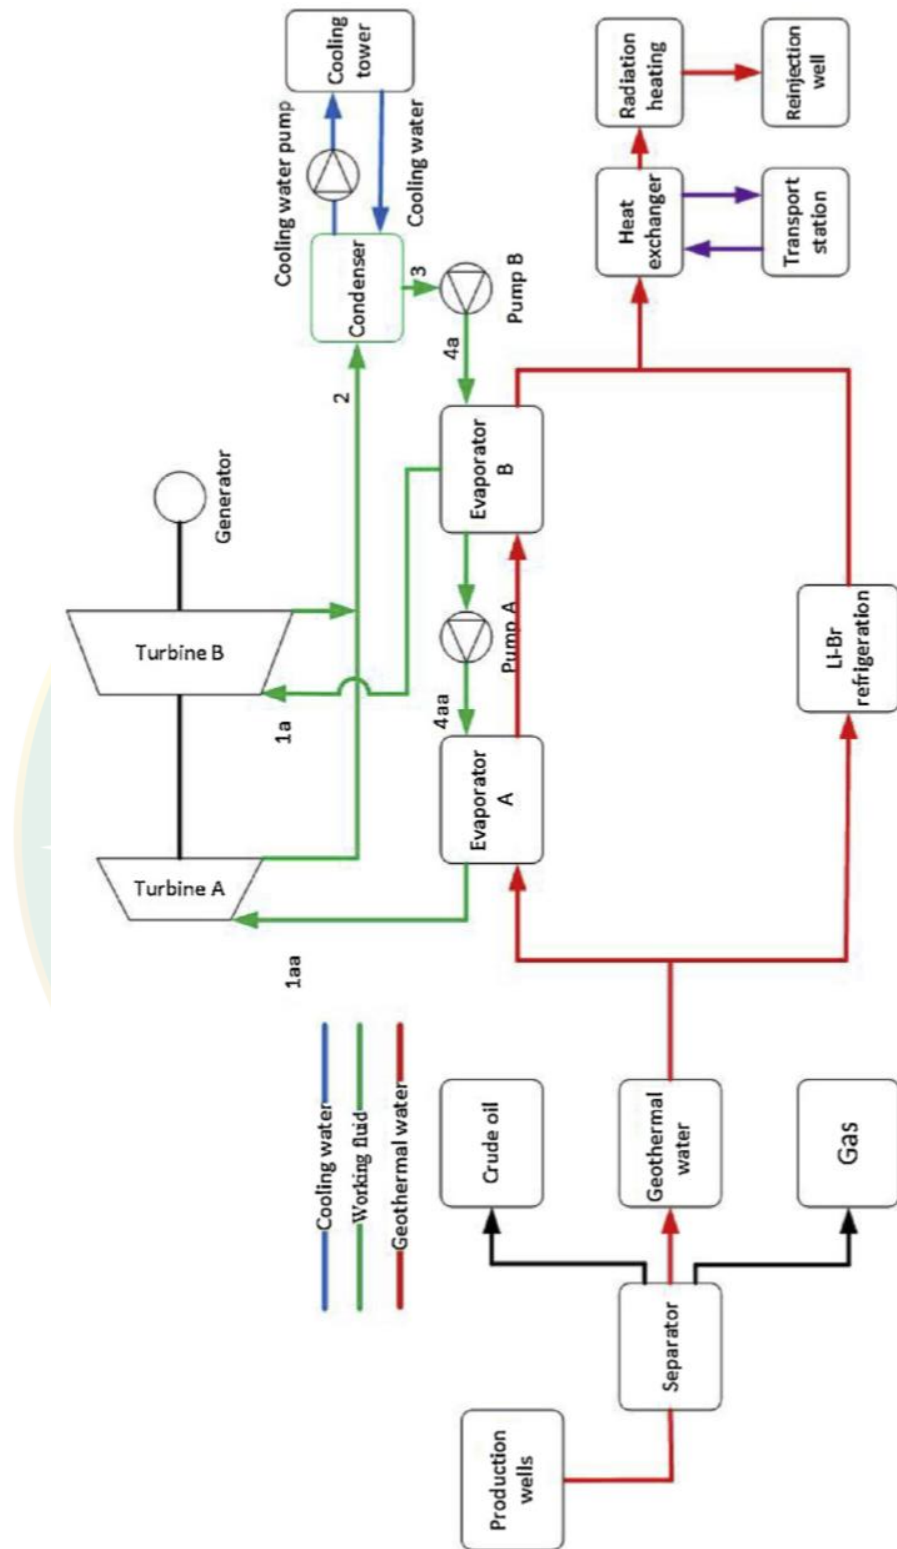 Production
wells
Separator
Crude oil
Geothermal
water
Gas
Cooling water
Working fluid
Geothermal water
1aa
Turbine A
1a
Turbine B
Generator
Evaporator
A
4aa
Pump A
Evaporator
B
4a
Pump B
2
3
Condenser
Cooling water pump
Cooling water
Cooling
tower
Li-Br
refrigeration
Heat
exchanger
Transport
station
Radiation
heating
Reinjection
well